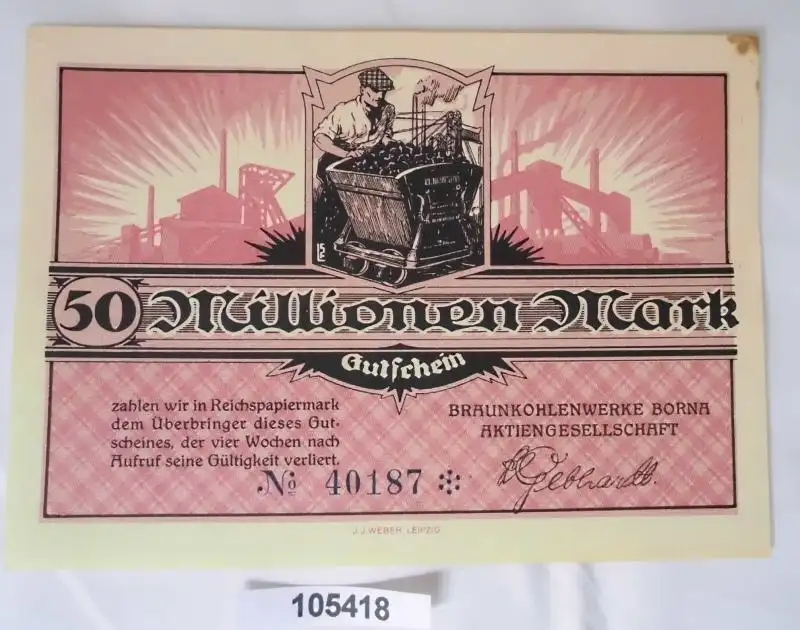 50 Millionen Mark
Gutschein
zahlen wir in Reichspapiermark
dem Überbringer dieses Gut-
scheines, der vier Wochen nach
Aufruf seine Gültigkeit verliert.
BRAUNKOHLENWERKE BORNA
AKTIENGESELLSCHAFT
Gebhardt.
No 40187
J.J. WEBER, LEIPZIG
105418